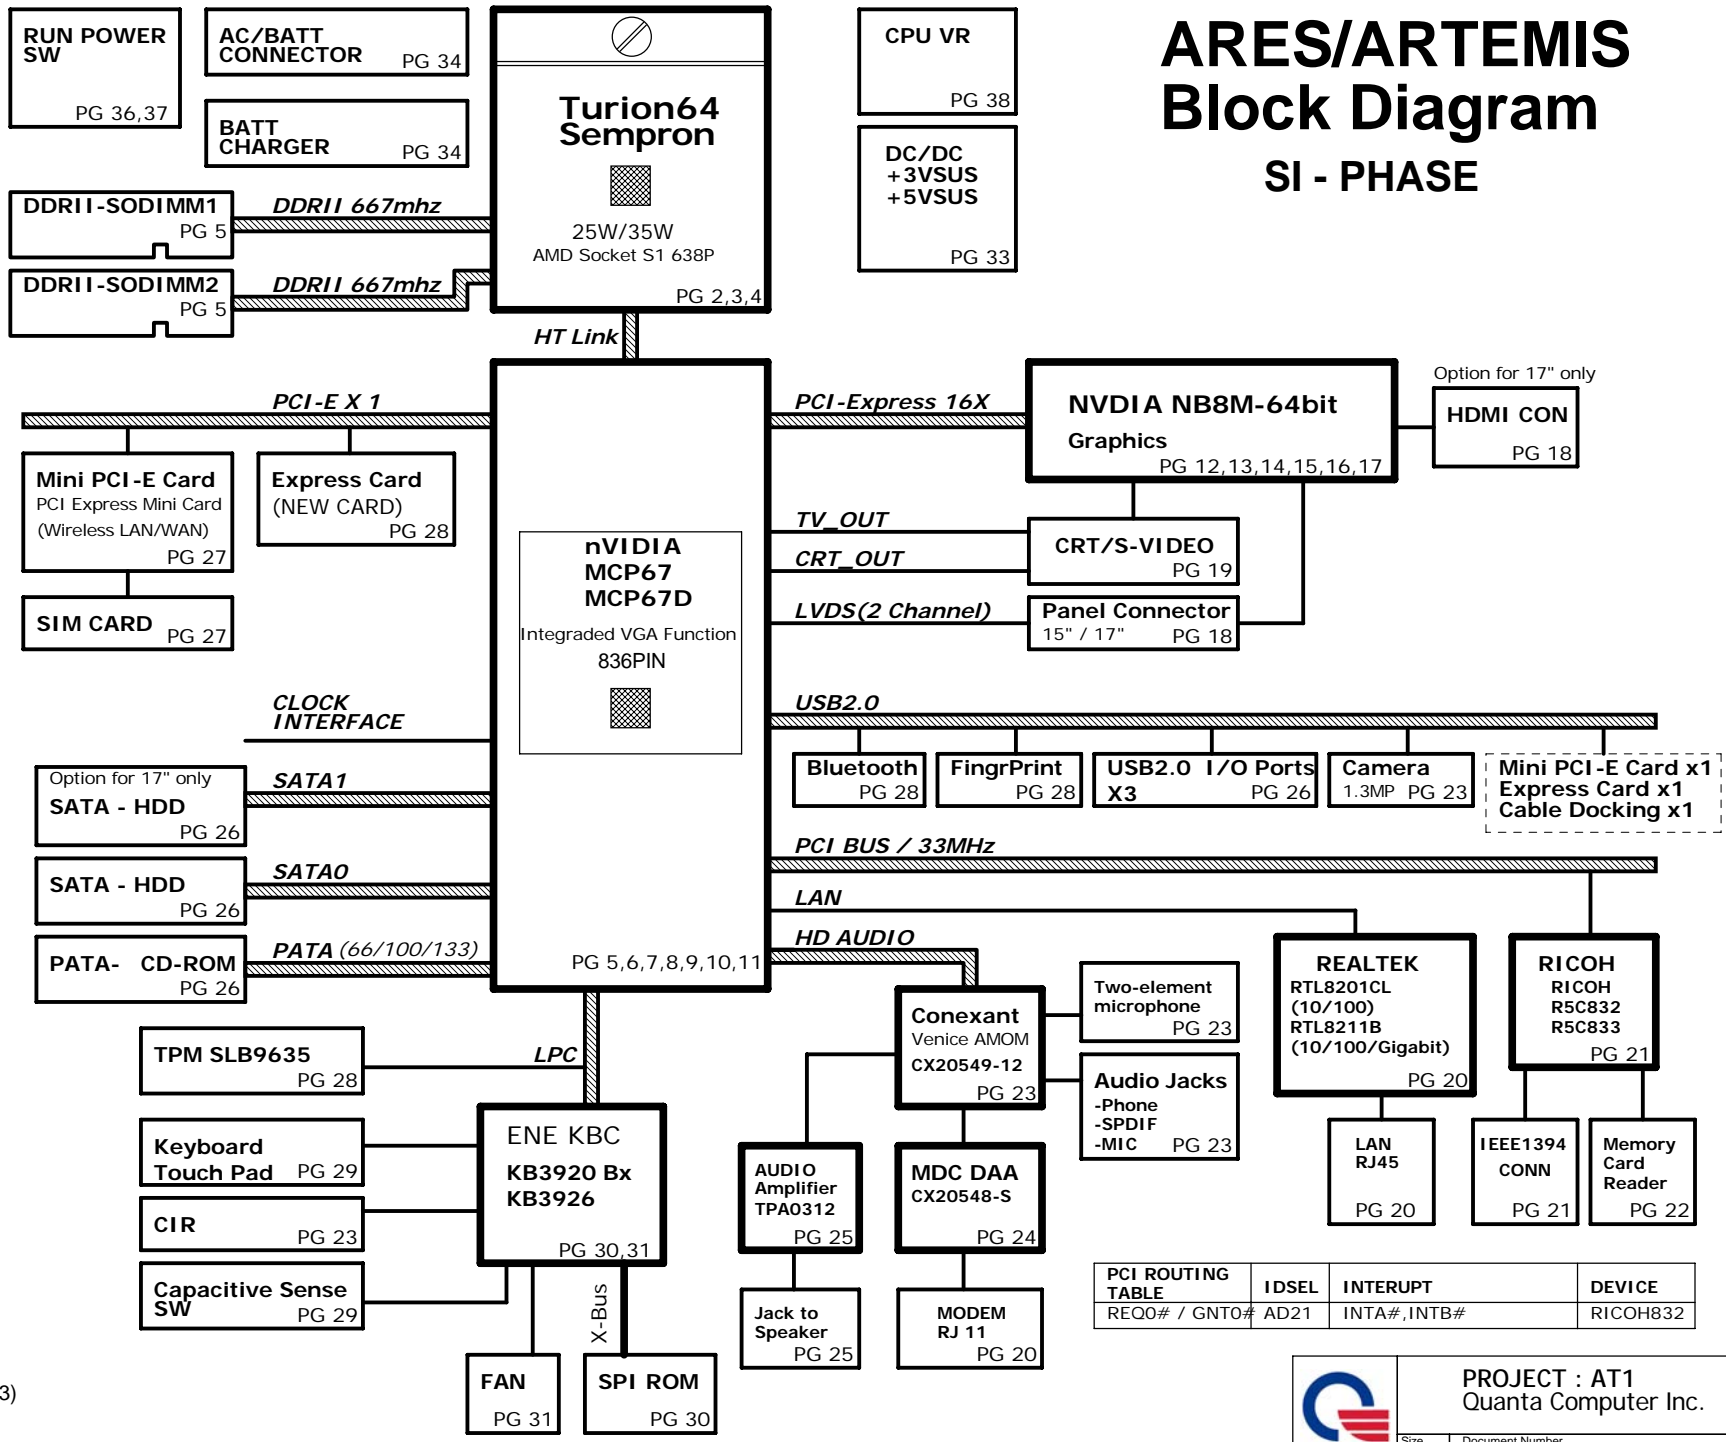 RUN POWER
SW
PG 36,37
AC/BATT
CONNECTOR
PG 34
BATT
CHARGER
PG 34
Turion64
Sempron
25W/35W
AMD Socket S1 638P
PG 2,3,4
CPU VR
PG 38
DC/DC
+3VSUS
+5VSUS
PG 33
ARES/ARTEMIS
Block Diagram
SI - PHASE
DDRII-SODIMM1
PG 5
DDRII 667mhz
DDRII-SODIMM2
PG 5
DDRII 667mhz
HT Link
PCI-E X 1
Mini PCI-E Card
PCI Express Mini Card
(Wireless LAN/WAN)
PG 27
Express Card
(NEW CARD)
PG 28
SIM CARD
PG 27
nVIDIA
MCP67
MCP67D
Integraded VGA Function
836PIN
PG 5,6,7,8,9,10,11
PCI-Express 16X
NVDIA NB8M-64bit
Graphics
PG 12,13,14,15,16,17
Option for 17" only
HDMI CON
PG 18
TV_OUT
CRT_OUT
CRT/S-VIDEO
PG 19
LVDS(2 Channel)
Panel Connector
15" / 17"
PG 18
CLOCK
INTERFACE
USB2.0
Bluetooth
PG 28
FingrPrint
PG 28
USB2.0 I/O Ports
X3
PG 26
Camera
1.3MP PG 23
Mini PCI-E Card x1
Express Card x1
Cable Docking x1
Option for 17" only
SATA - HDD
PG 26
SATA1
SATA - HDD
PG 26
SATA0
PATA- CD-ROM
PG 26
PATA (66/100/133)
PCI BUS / 33MHz
LAN
HD AUDIO
Conexant
Venice AMOM
CX20549-12
PG 23
Two-element
microphone
PG 23
Audio Jacks
-Phone
-SPDIF
-MIC
PG 23
REALTEK
RTL8201CL
(10/100)
RTL8211B
(10/100/Gigabit)
PG 20
RICOH
RICOH
R5C832
R5C833
PG 21
TPM SLB9635
PG 28
LPC
Keyboard
Touch Pad
PG 29
CIR
PG 23
Capacitive Sense
SW
PG 29
ENE KBC
KB3920 Bx
KB3926
PG 30,31
X-Bus
FAN
PG 31
SPI ROM
PG 30
AUDIO
Amplifier
TPA0312
PG 25
MDC DAA
CX20548-S
PG 24
Jack to
Speaker
PG 25
MODEM
RJ 11
PG 20
LAN
RJ45
PG 20
IEEE1394
CONN
PG 21
Memory
Card
Reader
PG 22
PCI ROUTING
TABLE
IDSEL
INTERUPT
DEVICE
REQ0# / GNT0#
AD21
INTA#,INTB#
RICOH832
3)
PROJECT : AT1
Quanta Computer Inc.
Size
Document Number